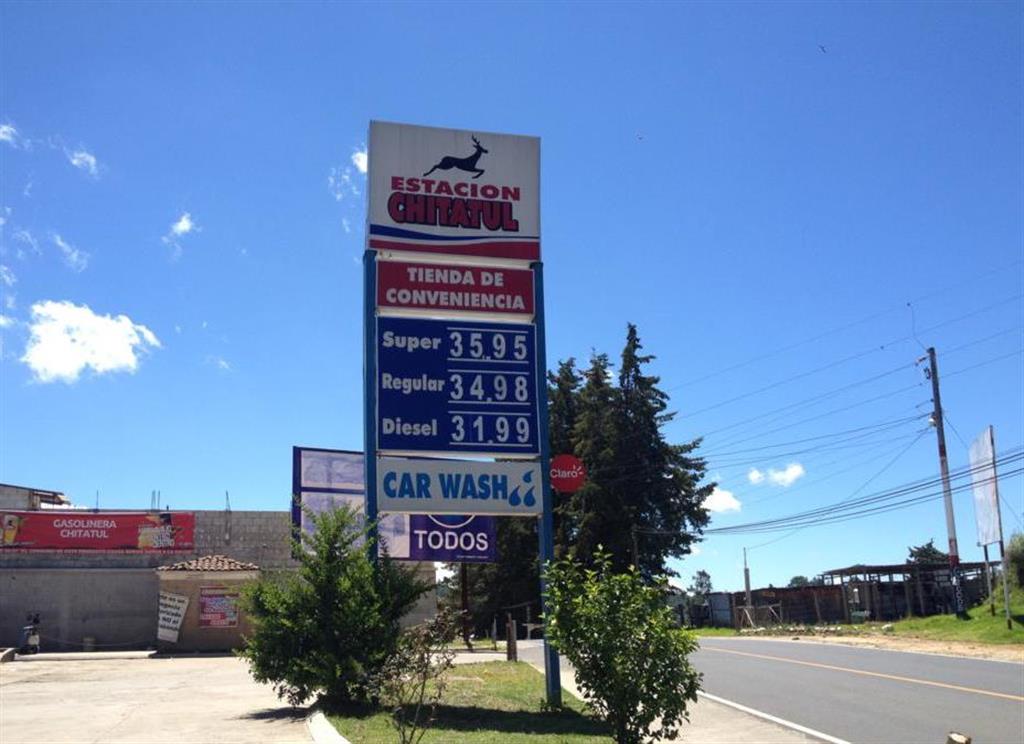 ESTACION
CHITATUL
TIENDA DE
CONVENIENCIA
Super 35.95
Regular 34.98
Diesel 31.99
CAR WASH
Claro
TODOS
GASOLINERA
CHITATUL